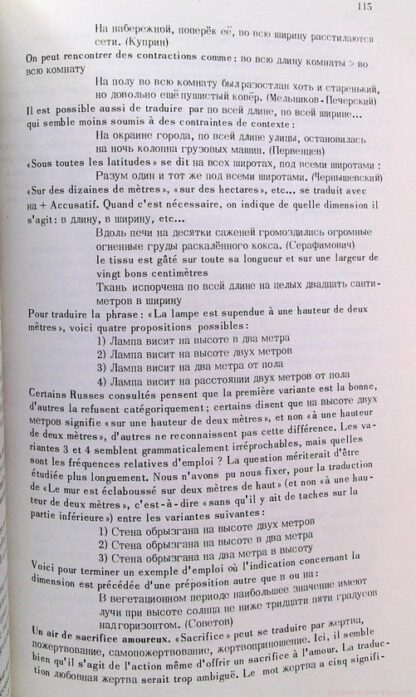 115
На набережной, поперёк её, во всю ширину расстилаются
сети. (Куприн)
On peut rencontrer des contractions comme : во всю длину комнаты > во
всю комнату
На полу во всю комнату был разостлан хоть и старенький,
но довольно ещё пушистый ковёр. (Мельников-Печерский)
Il est possible aussi de traduire par по всей длине, по всей ширине...
qui semble moins soumis à des contraintes de contexte :
На окраине города, по всей длине улицы, остановилась
на ночь колонна грузовых машин. (Первенцев)
«Sous toutes les latitudes» se dit на всех широтах, под всеми широтами :
Разум один и тот же под всеми широтами. (Чернышевский)
«Sur des dizaines de mètres», «sur des hectares», etc... se traduit avec
на + Accusatif. Quand c'est nécessaire, on indique de quelle dimension il
s'agit : в длину, в ширину, etc...
Вдоль печи на десятки саженей громоздились огромные
огненные груды раскалённого кокса. (Серафимович)
le tissu est gâté sur toute sa longueur et sur une largeur de
vingt bons centimètres
Ткань испорчена по всей длине на целых двадцать санти-
метров в ширину
Pour traduire la phrase : «La lampe est supendue à une hauteur de deux
mètres», voici quatre propositions possibles :
1) Лампа висит на высоте в два метра
2) Лампа висит на высоте двух метров
3) Лампа висит на два метра от пола
4) Лампа висит на расстоянии двух метров от пола
Certains Russes consultés pensent que la première variante est la bonne,
d'autres la refusent catégoriquement ; certains disent que на высоте двух
метров signifie «sur une hauteur de deux mètres», et non «à une hauteur
de deux mètres», d'autres ne reconnaissent pas cette différence. Les va-
riantes 3 et 4 semblent grammaticalement irréprochables, mais quelles
sont les fréquences relatives d'emploi ? La question mériterait d'être
étudiée plus longuement. Nous n'avons pu nous fixer, pour la traduction
de «Le mur est éclaboussé sur deux mètres de haut» (et non «à une hau-
teur de deux mètres», c'est-à-dire «sans qu'il y ait de taches sur la
partie inférieure») entre les variantes suivantes :
1) Стена обрызгана на высоте двух метров
2) Стена обрызгана на высоте в два метра
3) Стена обрызгана на два метра в высоту
Voici pour terminer un exemple d'emploi où l'indication concernant la
dimension est précédée d'une préposition autre que в ou на :
В вегетационном периоде наибольшее значение имеют
лучи при высоте солнца не ниже тридцати пяти градусов
над горизонтом. (Советов)
Un air de sacrifice amoureux. «Sacrifice» peut se traduire par жертва,
пожертвование, самопожертвование, жертвоприношение. Ici, il semble
bien qu'il s'agit de l'action même d'offrir un sacrifice à l'amour. La traduc-
tion любовная жертва serait trop ambiguë. Le mot жертва a cinq signifi-